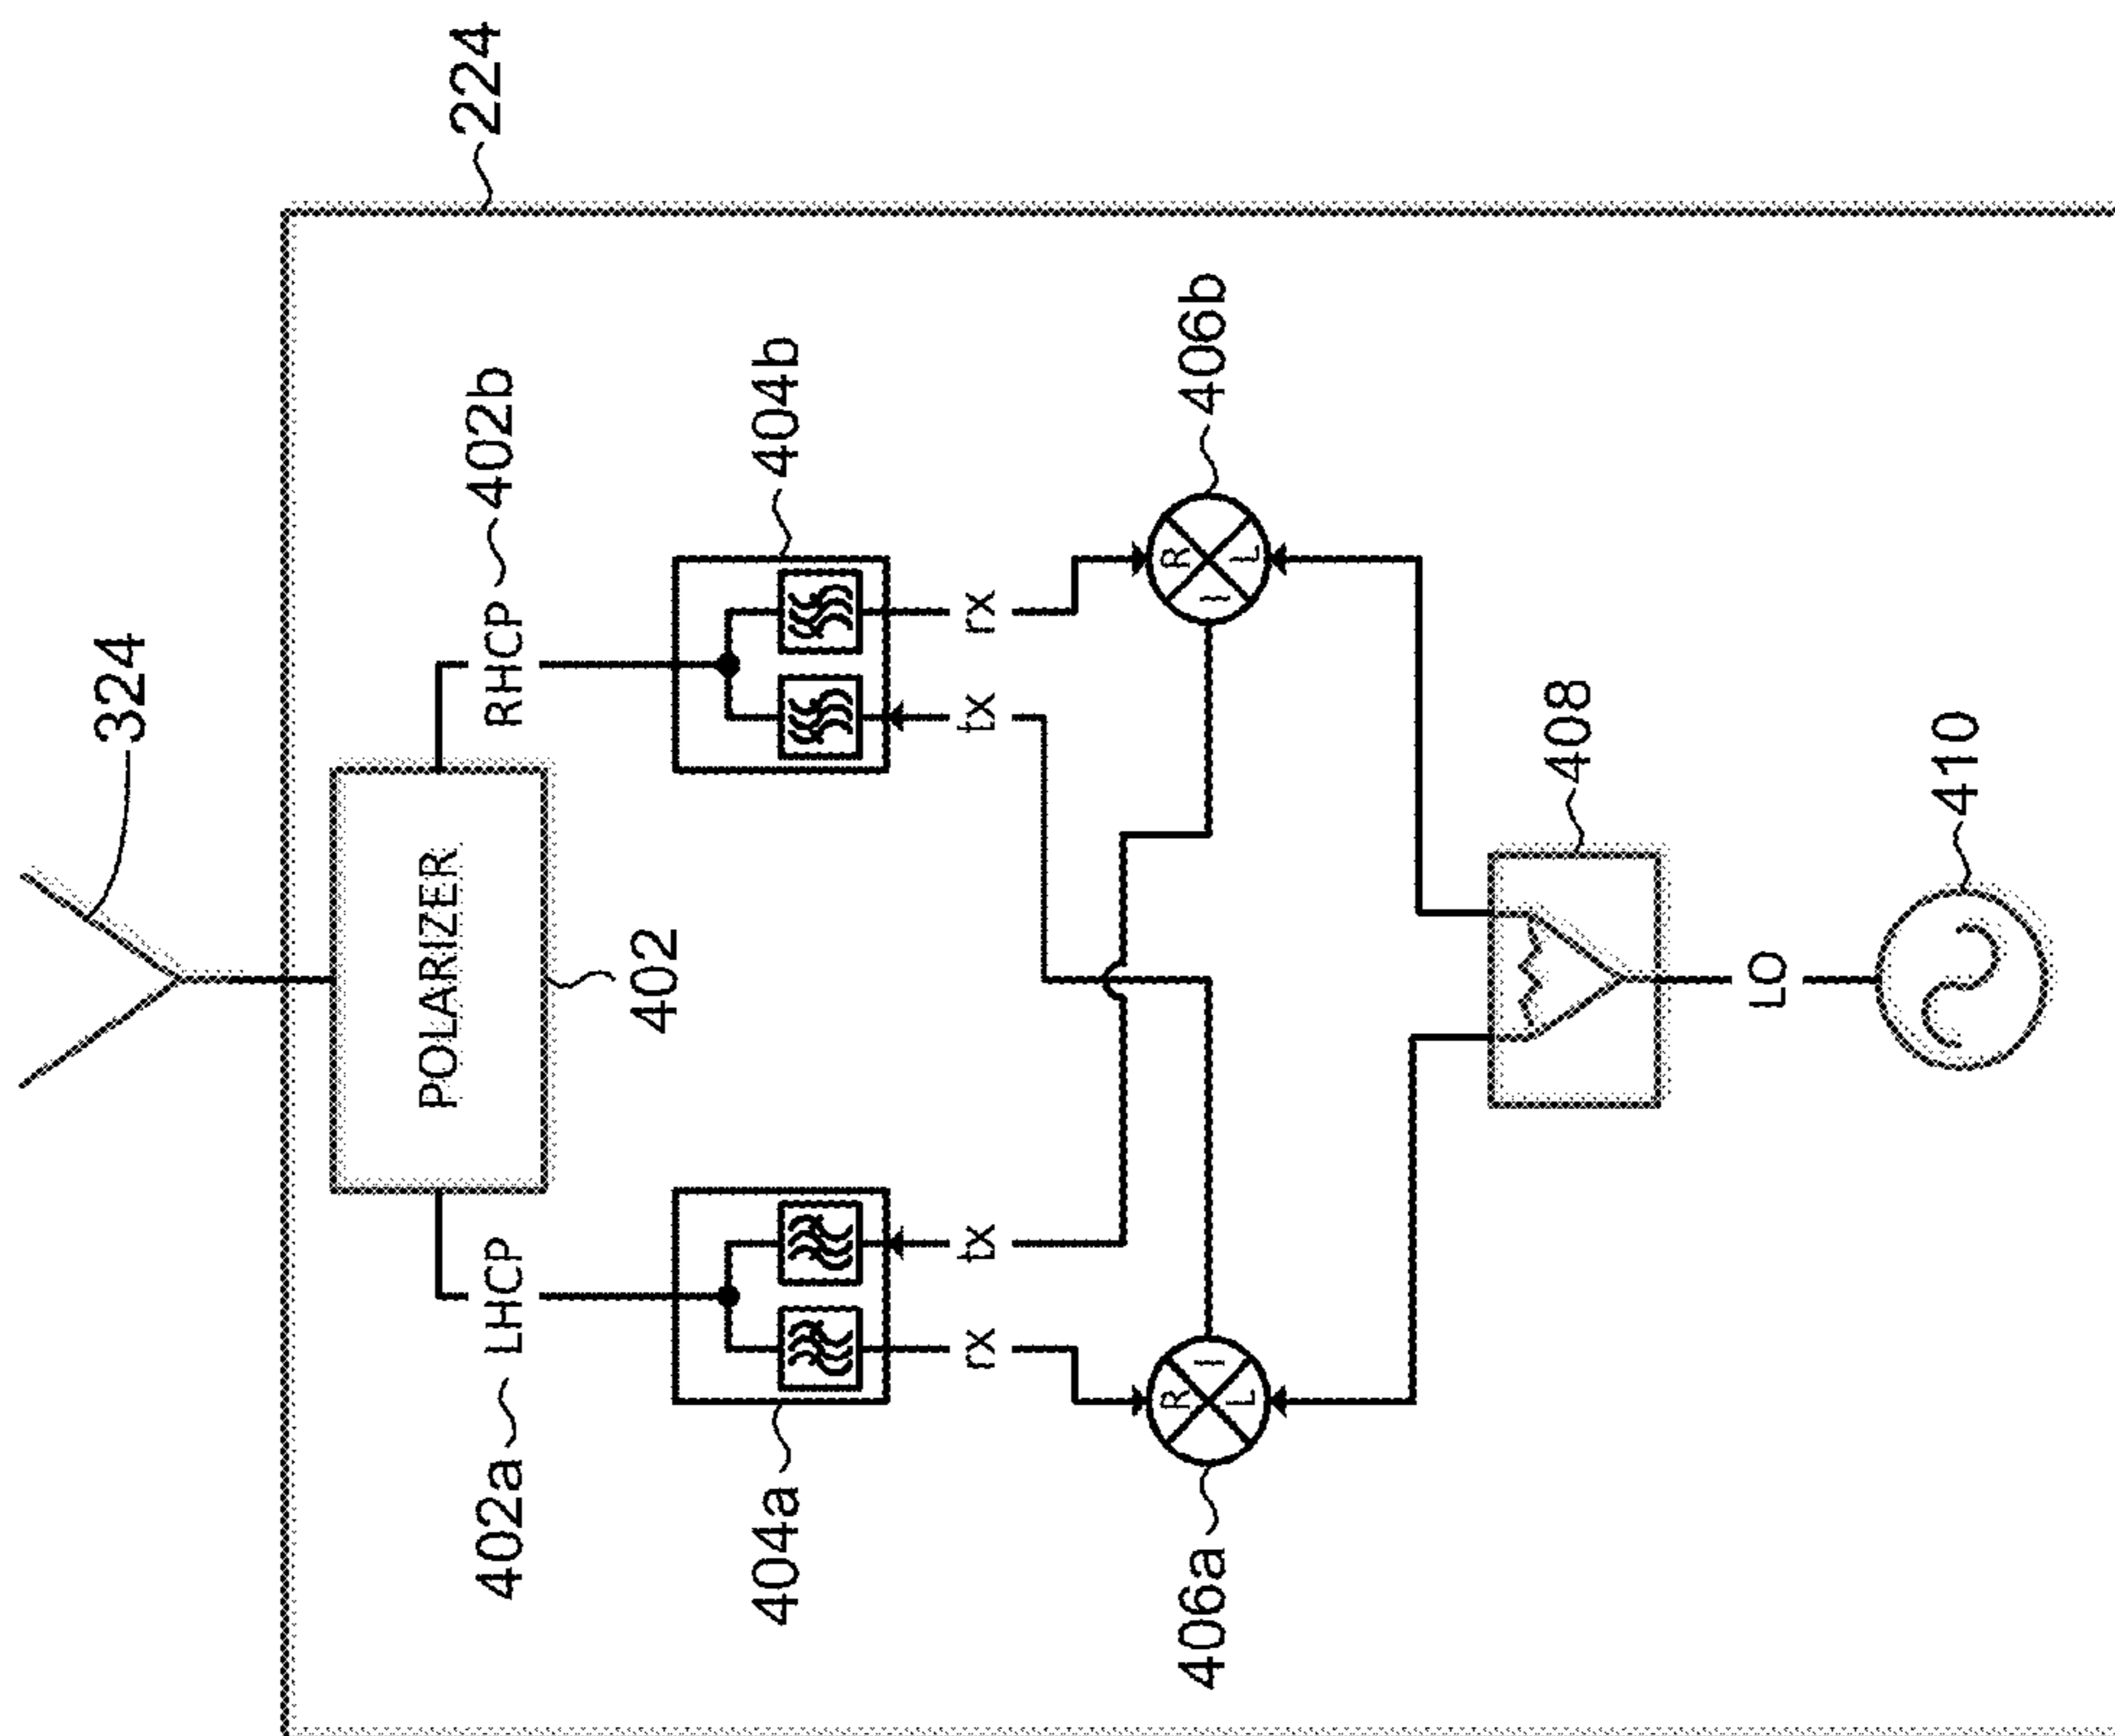 324
224
POLARIZER
402
402a
LHCP
RHCP
402b
404a
404b
rx
tx
tx
rx
406a
R
I
L
406b
R
I
L
408
LO
410